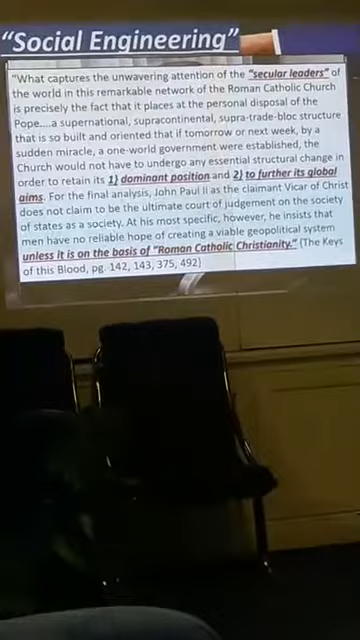 “Social Engineering”
“What captures the unwavering attention of the “secular leaders” of
the world in this remarkable network of the Roman Catholic Church
is precisely the fact that it places at the personal disposal of the
Pope....a supernational, supracontinental, supra-trade-bloc structure
that is so built and oriented that if tomorrow or next week, by a
sudden miracle, a one-world government were established, the
Church would not have to undergo any essential structural change in
order to retain its 1) dominant position and 2) to further its global
aims. For the final analysis, John Paul II as the claimant Vicar of Christ
does not claim to be the ultimate court of judgement on the society
of states as a society. At his most specific, however, he insists that
men have no reliable hope of creating a viable geopolitical system
unless it is on the basis of “Roman Catholic Christianity.” (The Keys
of this Blood, pg. 142, 143, 375, 492)